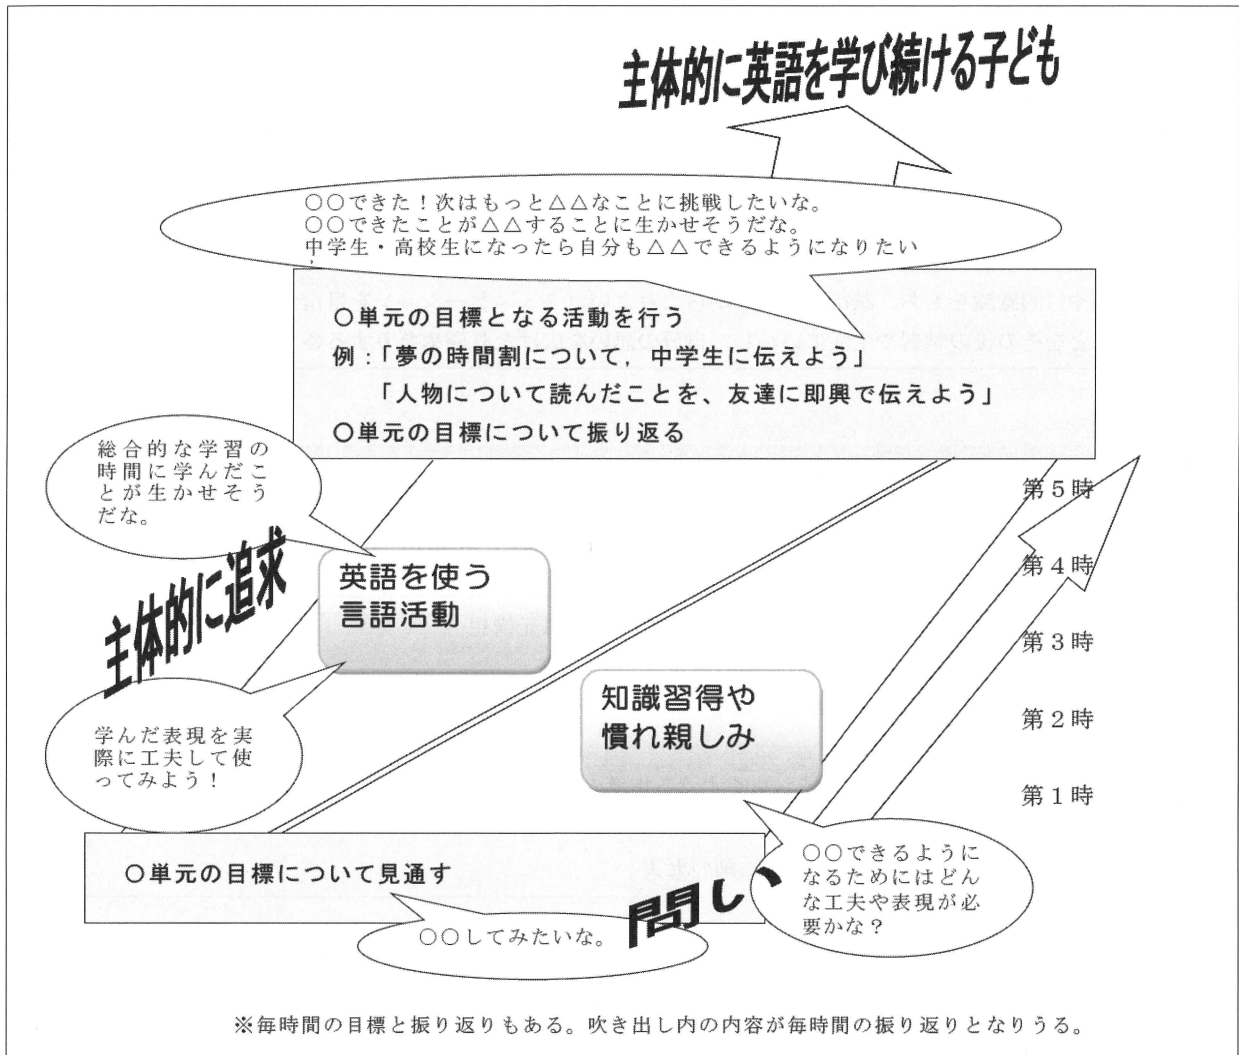 主体的に英語を学び続ける子ども
〇〇できた！次はもっと△△なことに挑戦したいな。
〇〇できたことが△△することに生かせそうだな。
中学生・高校生になったら自分も△△できるようになりたい
〇単元の目標となる活動を行う
例：「夢の時間割について，中学生に伝えよう」
「人物について読んだことを、友達に即興で伝えよう」
〇単元の目標について振り返る
総合的な学習の
時間に学んだこ
とが生かせそう
だな。
主体的に追求
英語を使う
言語活動
学んだ表現を実
際に工夫して使
ってみよう！
知識習得や
慣れ親しみ
第５時
第４時
第３時
第２時
第１時
〇単元の目標について見通す
〇〇してみたいな。
問い
〇〇できるように
なるためにはどん
な工夫や表現が必
要かな？
※毎時間の目標と振り返りもある。吹き出し内の内容が毎時間の振り返りとなりうる。